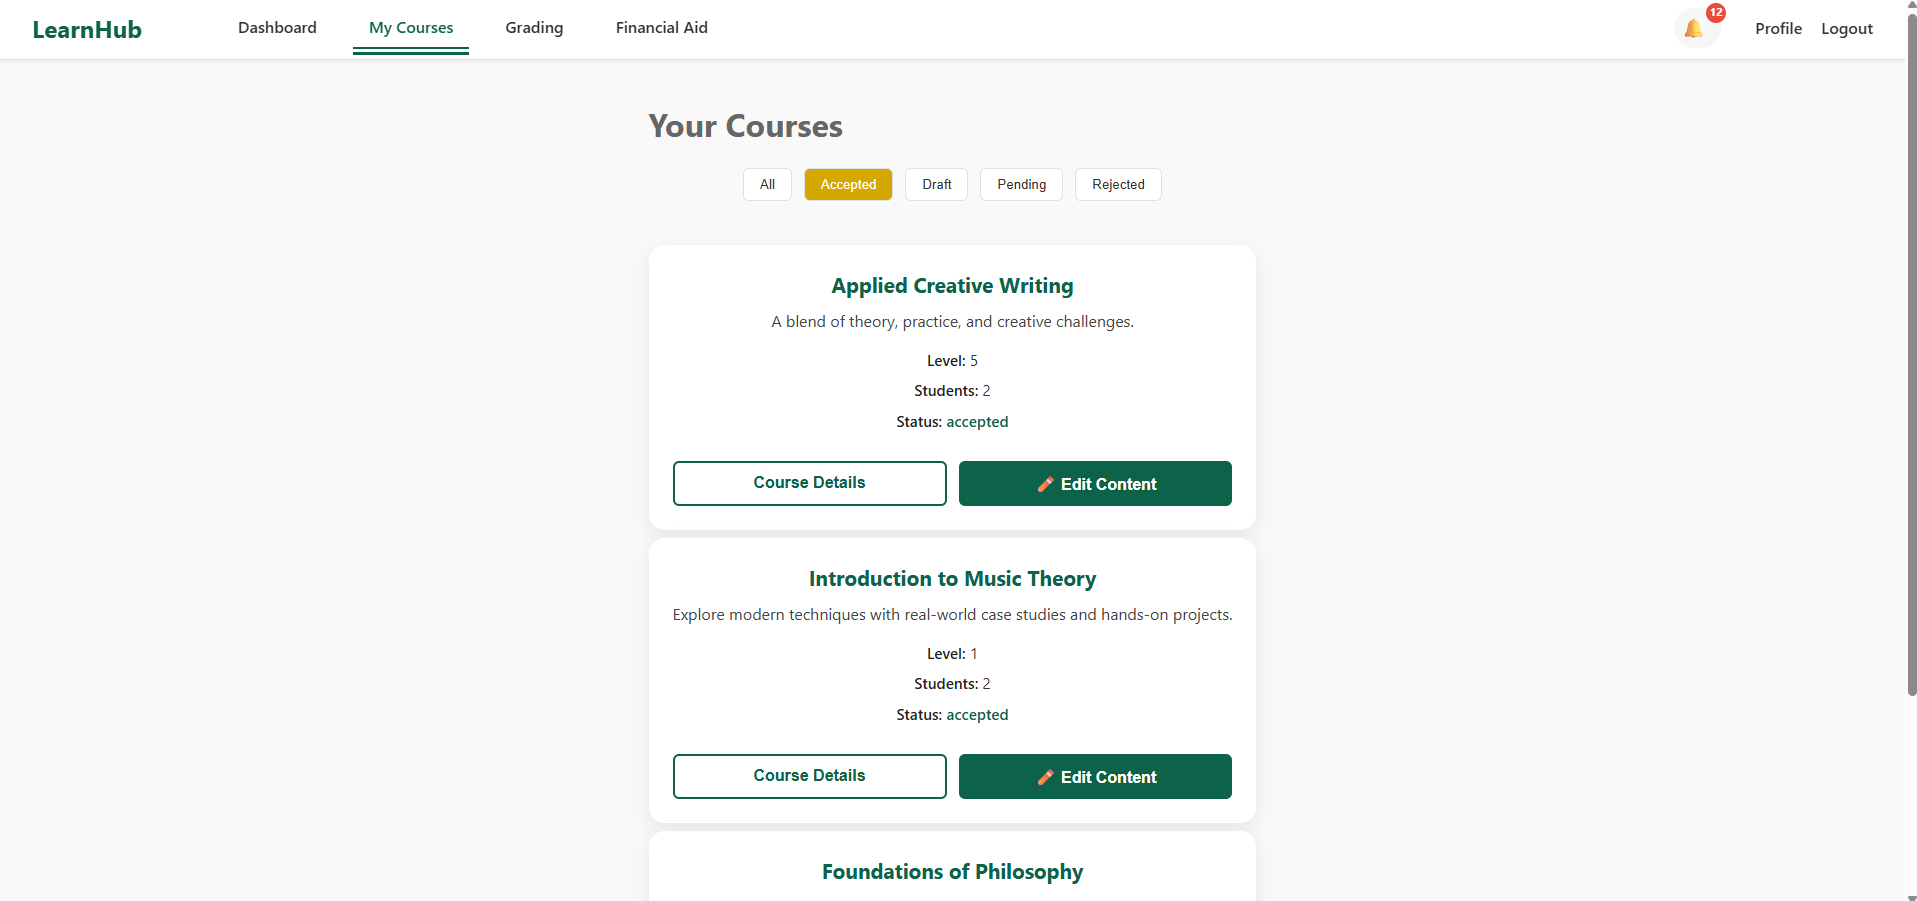 LearnHub
Dashboard
My Courses
Grading
Financial Aid
12
Profile
Logout
Your Courses
All
Accepted
Draft
Pending
Rejected
Applied Creative Writing
A blend of theory, practice, and creative challenges.
Level: 5
Students: 2
Status: accepted
Course Details
Edit Content
Introduction to Music Theory
Explore modern techniques with real-world case studies and hands-on projects.
Level: 1
Students: 2
Status: accepted
Course Details
Edit Content
Foundations of Philosophy